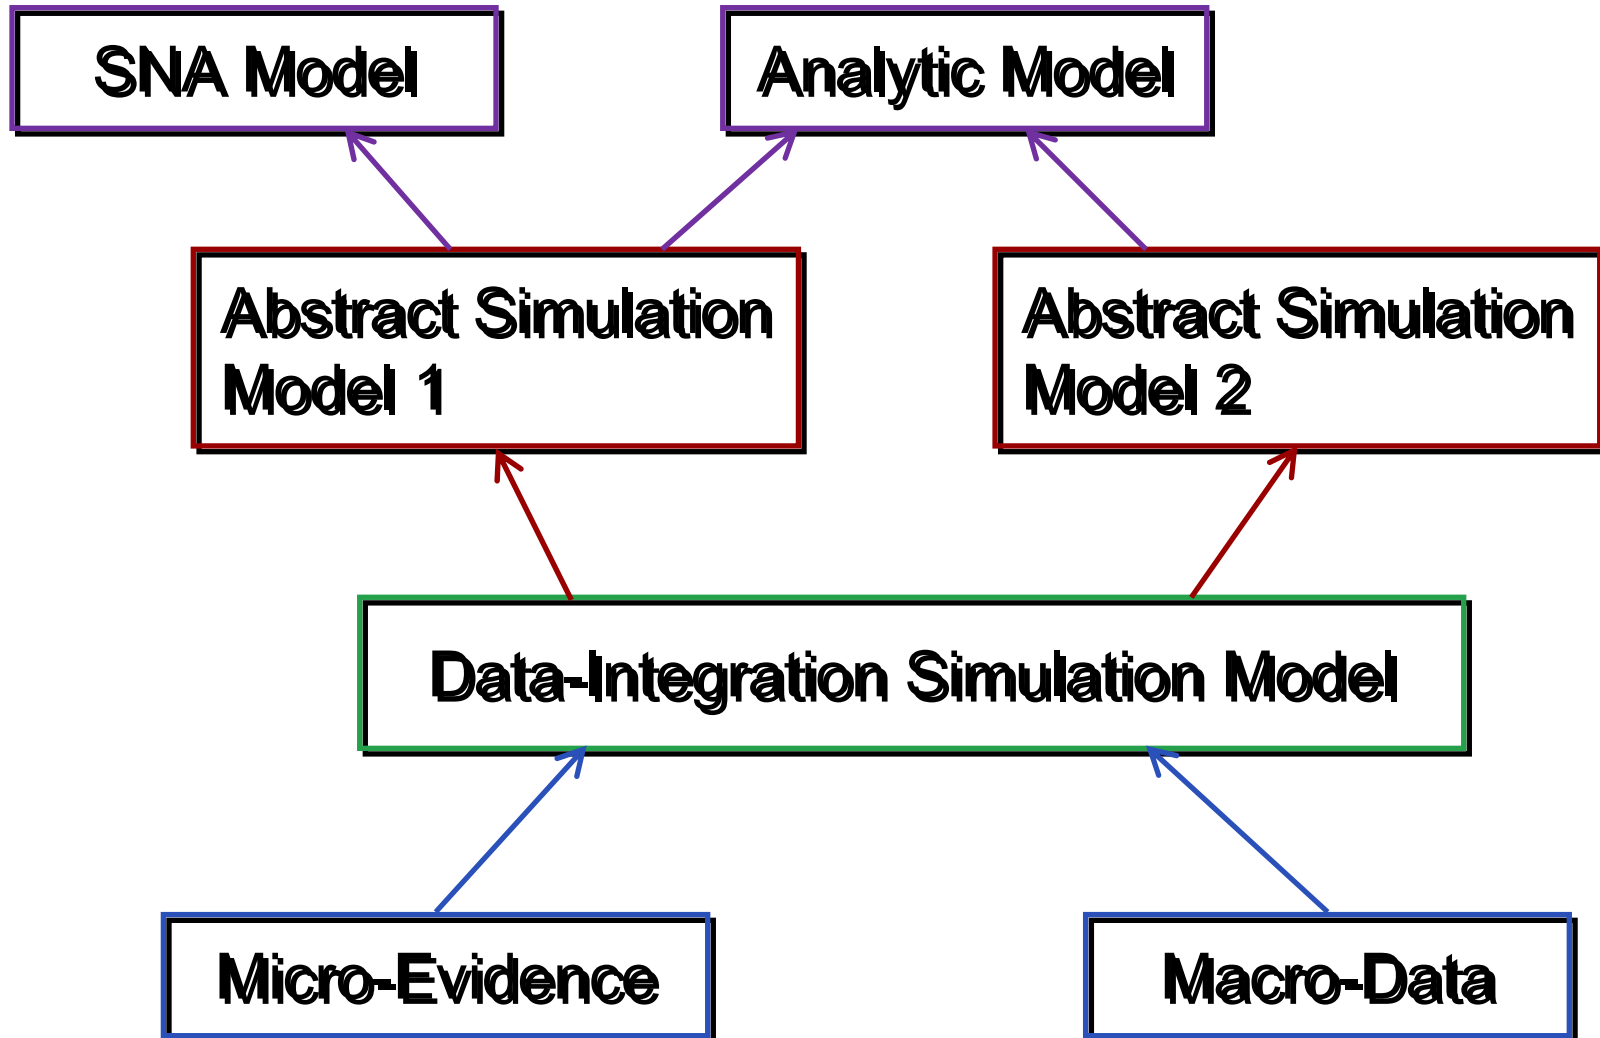 SNA Model
Analytic Model
Abstract Simulation
Model 1
Abstract Simulation
Model 2
Data-Integration Simulation Model
Micro-Evidence
Macro-Data